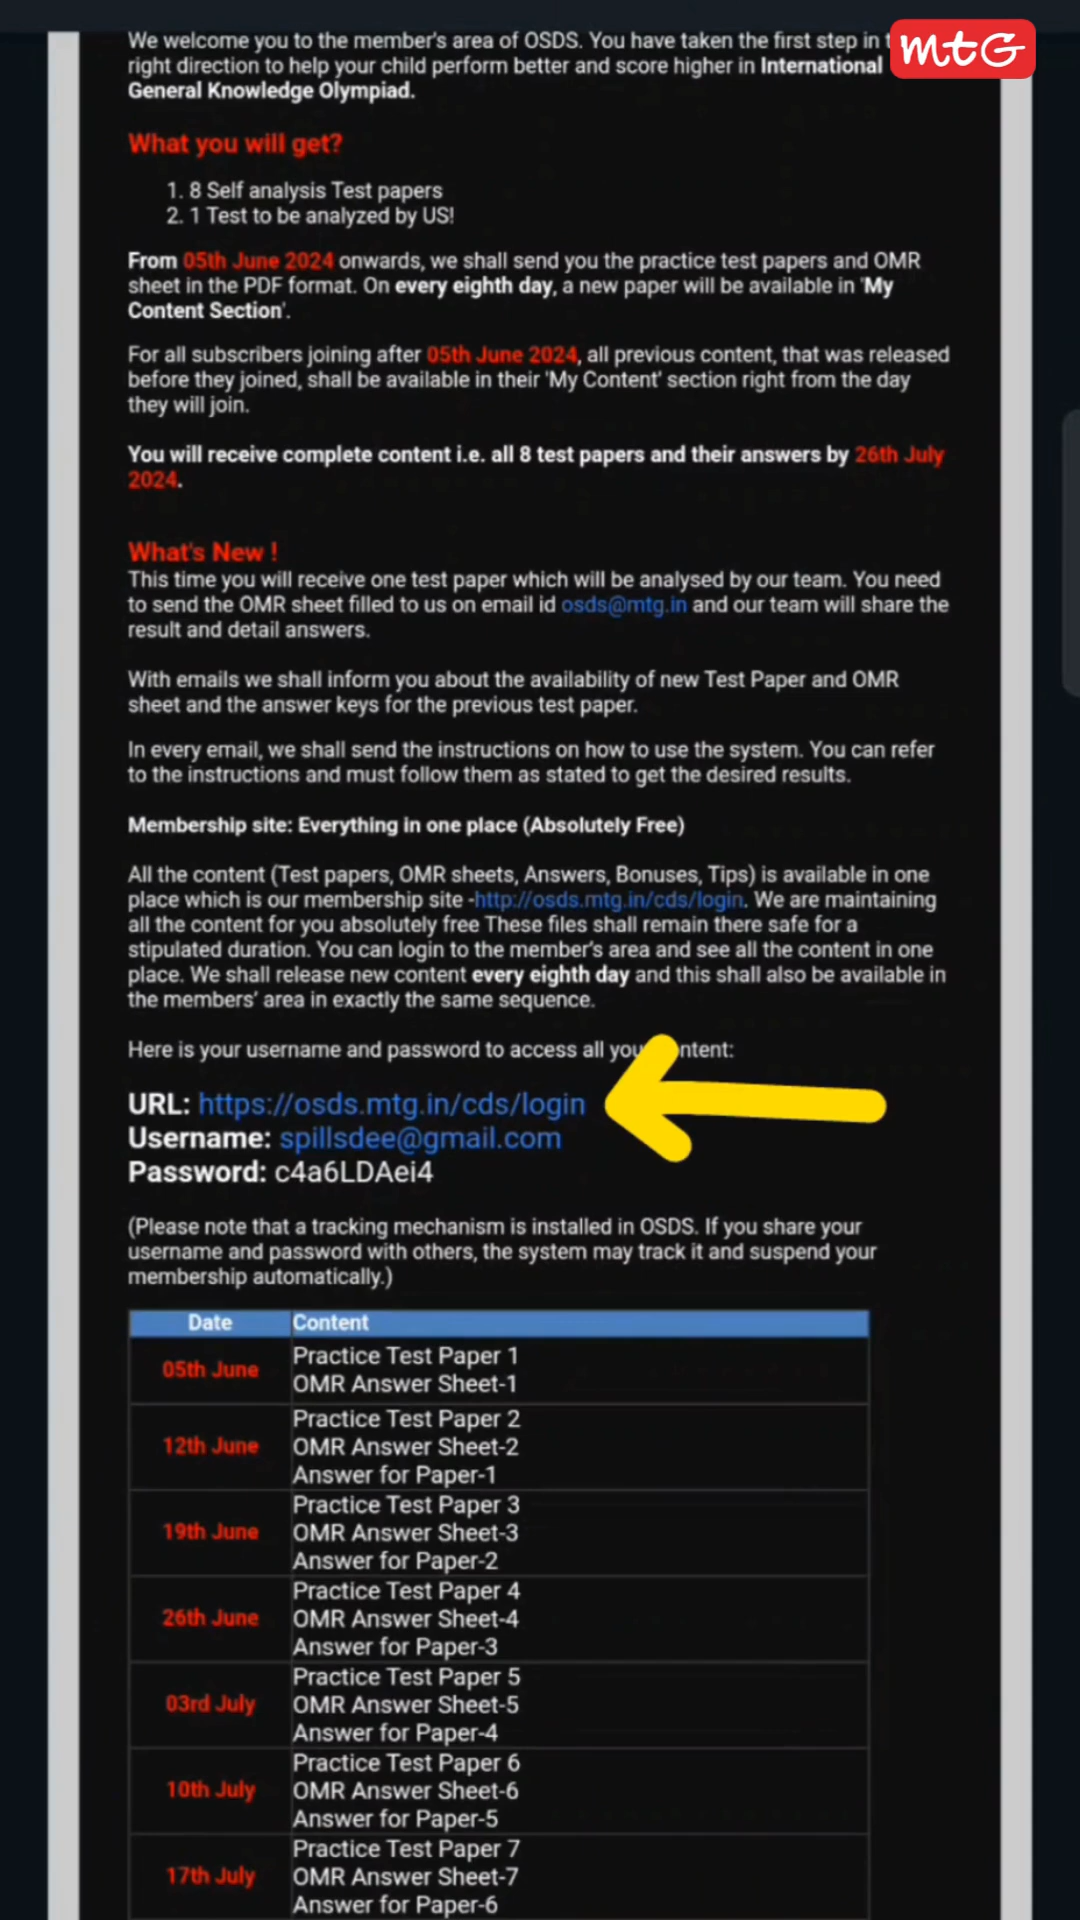 mtG
We welcome you to the member's area of OSDS. You have taken the first step in
right direction to help your child perform better and score higher in International
General Knowledge Olympiad.
What you will get?
1. 8 Self analysis Test papers
2. 1 Test to be analyzed by US!
From 05th June 2024 onwards, we shall send you the practice test papers and OMR
sheet in the PDF format. On every eighth day, a new paper will be available in 'My
Content Section'.
For all subscribers joining after 05th June 2024, all previous content, that was released
before they joined, shall be available in their 'My Content' section right from the day
they will join.
You will receive complete content i.e. all 8 test papers and their answers by 26th July
2024.
What's New !
This time you will receive one test paper which will be analysed by our team. You need
to send the OMR sheet filled to us on email id osds@mtg.in and our team will share the
result and detail answers.
With emails we shall inform you about the availability of new Test Paper and OMR
sheet and the answer keys for the previous test paper.
In every email, we shall send the instructions on how to use the system. You can refer
to the instructions and must follow them as stated to get the desired results.
Membership site: Everything in one place (Absolutely Free)
All the content (Test papers, OMR sheets, Answers, Bonuses, Tips) is available in one
place which is our membership site -http://osds.mtg.in/cds/login. We are maintaining
all the content for you absolutely free These files shall remain there safe for a
stipulated duration. You can login to the member's area and see all the content in one
place. We shall release new content every eighth day and this shall also be available in
the members' area in exactly the same sequence.
Here is your username and password to access all
URL: https://osds.mtg.in/cds/login
Username: spillsdee@gmail.com
Password: c4a6LDAei4
(Please note that a tracking mechanism is installed in OSDS. If you share your
username and password with others, the system may track it and suspend your
membership automatically.)
Date Content
05th June Practice Test Paper 1
OMR Answer Sheet-1
12th June Practice Test Paper 2
OMR Answer Sheet-2
Answer for Paper-1
19th June Practice Test Paper 3
OMR Answer Sheet-3
Answer for Paper-2
26th June Practice Test Paper 4
OMR Answer Sheet-4
Answer for Paper-3
03rd July Practice Test Paper 5
OMR Answer Sheet-5
Answer for Paper-4
10th July Practice Test Paper 6
OMR Answer Sheet-6
Answer for Paper-5
17th July Practice Test Paper 7
OMR Answer Sheet-7
Answer for Paper-6